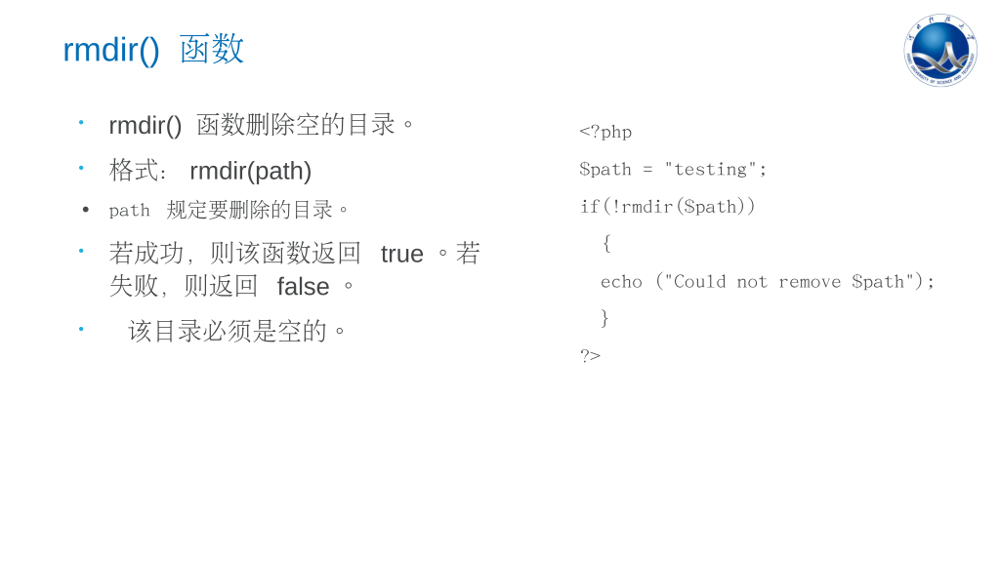 rmdir() 函数
• rmdir() 函数删除空的目录。
• 格式: rmdir(path)
• path 规定要删除的目录。
• 若成功，则该函数返回 true 。若
失败，则返回 false 。
• 该目录必须是空的。
<?php
$path = "testing";
if(!rmdir($path))
{
echo ("Could not remove $path");
}
?>